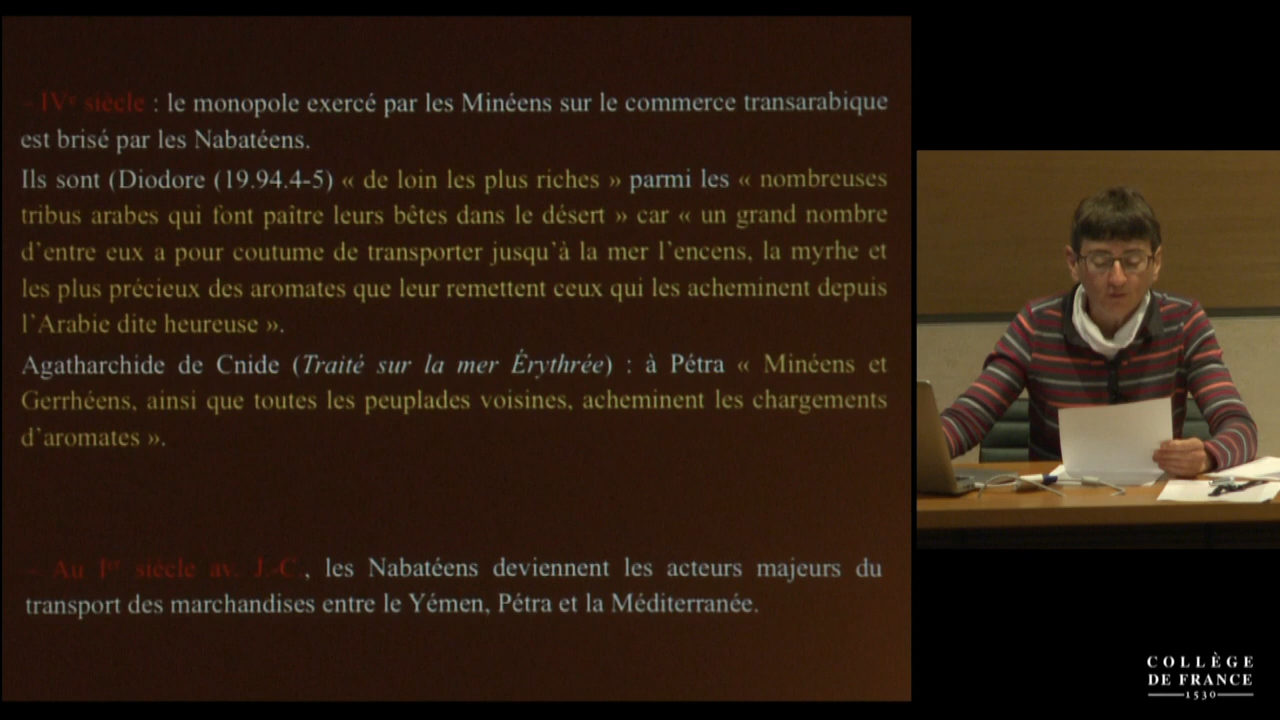 - IVᵉ siècle : le monopole exercé par les Minéens sur le commerce transarabique
est brisé par les Nabatéens.
Ils sont (Diodore (19.94.4-5) « de loin les plus riches » parmi les « nombreuses
tribus arabes qui font paître leurs bêtes dans le désert » car « un grand nombre
d'entre eux a pour coutume de transporter jusqu'à la mer l'encens, la myrhe et
les plus précieux des aromates que leur remettent ceux qui les acheminent depuis
l'Arabie dite heureuse ».
Agatharchide de Cnide (Traité sur la mer Érythrée) : à Pétra « Minéens et
Gerrhéens, ainsi que toutes les peuplades voisines, acheminent les chargements
d'aromates ».
- Au Iᵉʳ siècle av. J.-C., les Nabatéens deviennent les acteurs majeurs du
transport des marchandises entre le Yémen, Pétra et la Méditerranée.
COLLÈGE
DE FRANCE
1530